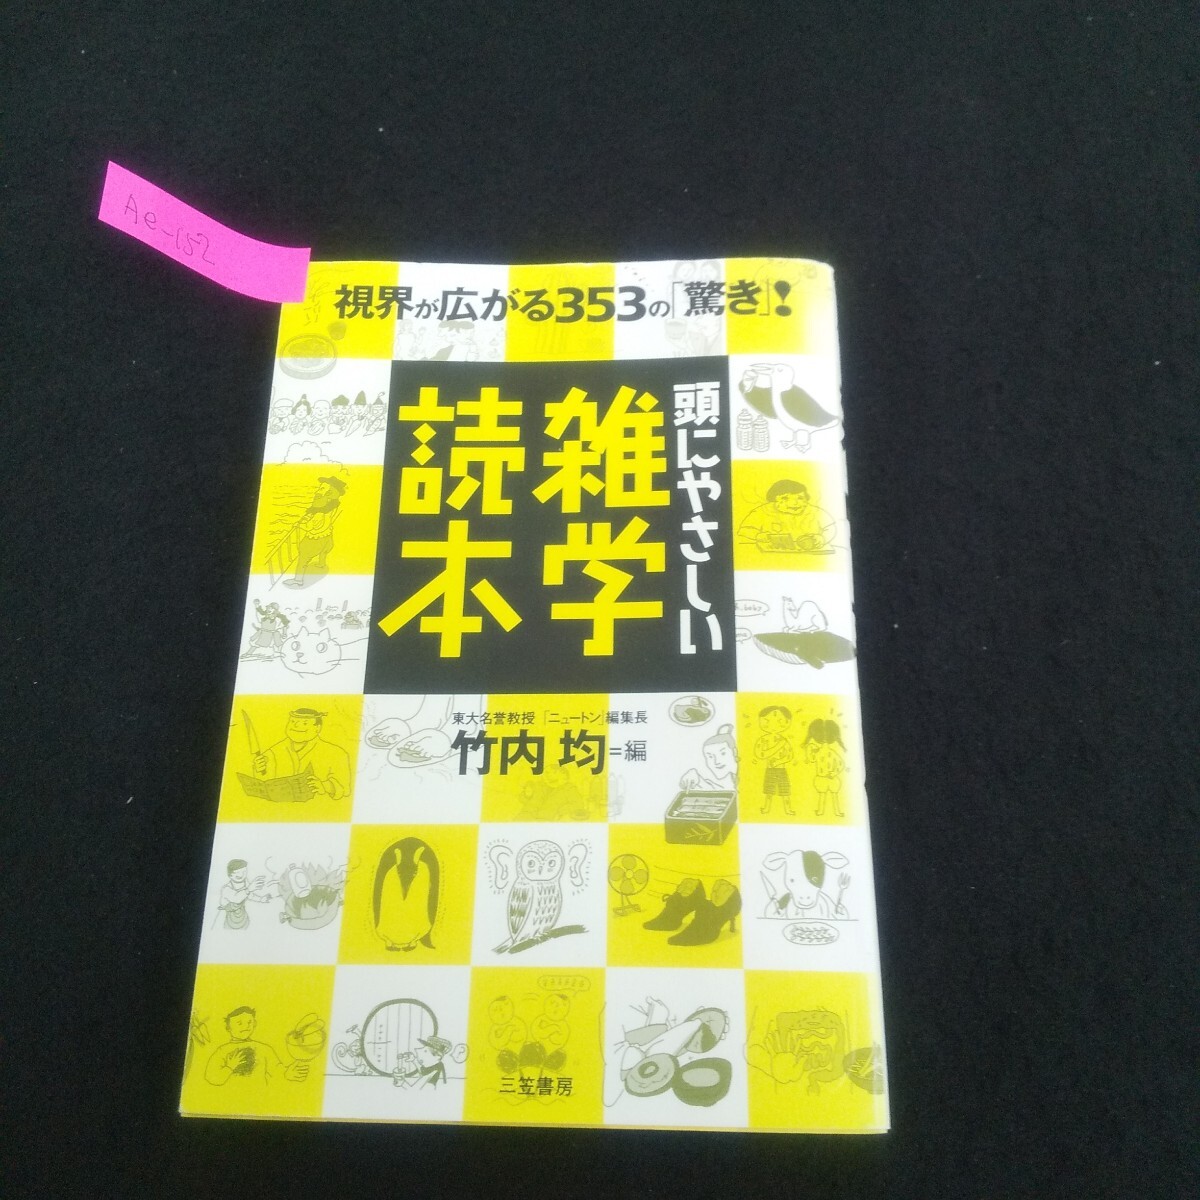 Ae-152
視界が広がる353の「驚き」!
頭にやさしい
雑学
読本
東大名誉教授 「ニュートン」編集長
竹内 均=編
三笠書房